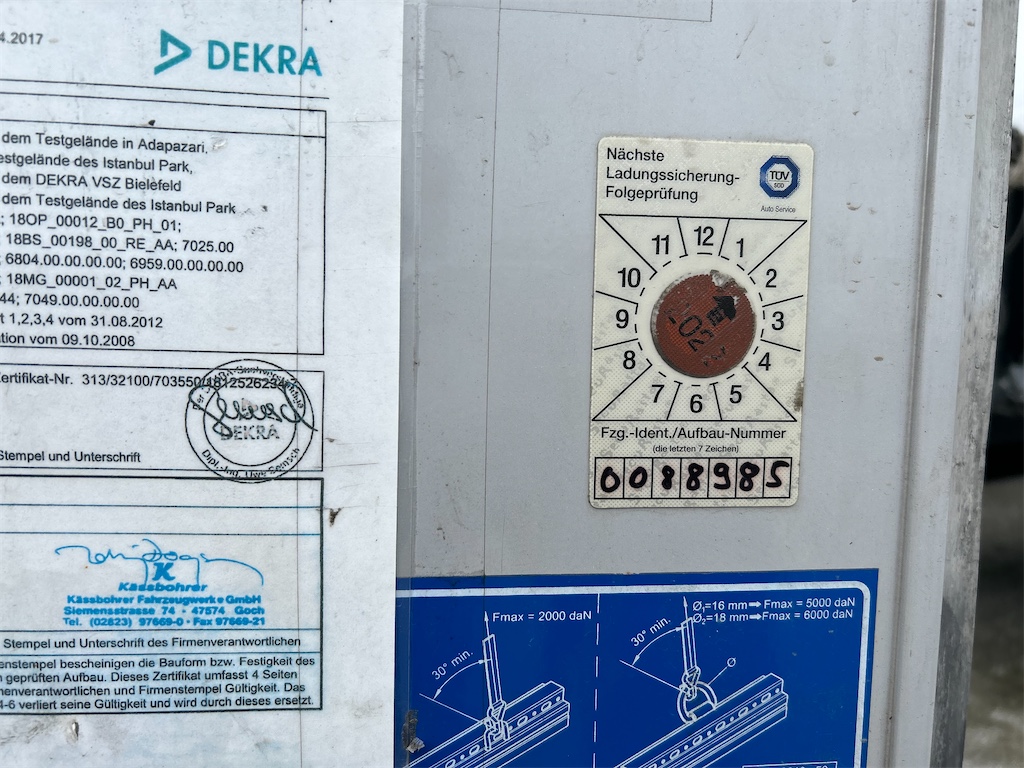 4.2017
DEKRA
dem Testgelände in Adapazari,
estgelände des Istanbul Park,
dem DEKRA VSZ Bielefeld
dem Testgelände des Istanbul Park
; 18OP_00012_B0_PH_01;
18BS_00198_00_RE_AA; 7025.00
6804.00.00.00.00; 6959.00.00.00.00
; 18MG_00001_02_PH_AA
44; 7049.00.00.00.00
t 1,2,3,4 vom 31.08.2012
tion vom 09.10.2008
Zertifikat-Nr. 313/32100/703550/
DEKRA
Stempel und Unterschrift
K
Kässbohrer
Kässbohrer Fahrzeugwerke GmbH
Siemensstrasse 74 - 47574 Goch
Tel. (02823) 97669-0 - Fax 97669-21
Stempel und Unterschrift des Firmenverantwortlichen
enstempel bescheinigen die Bauform bzw. Festigkeit des
geprüften Aufbau. Dieses Zertifikat umfasst 4 Seiten
nenverantwortlichen und Firmenstempel Gültigkeit. Das
4-6 verliert seine Gültigkeit und wird durch dieses ersetzt.
Nächste
Ladungssicherung-
Folgeprüfung
TÜV
SÜD
Auto Service
11 12 1
10 2
9 3
8 4
7 6 5
Fzg.-Ident./Aufbau-Nummer
(die letzten 7 Zeichen)
0088985
Fmax = 2000 daN
30° min.
Ø₁=16 mm Fmax = 5000 daN
Ø₂=18 mm Fmax = 6000 daN
30° min.
Ø